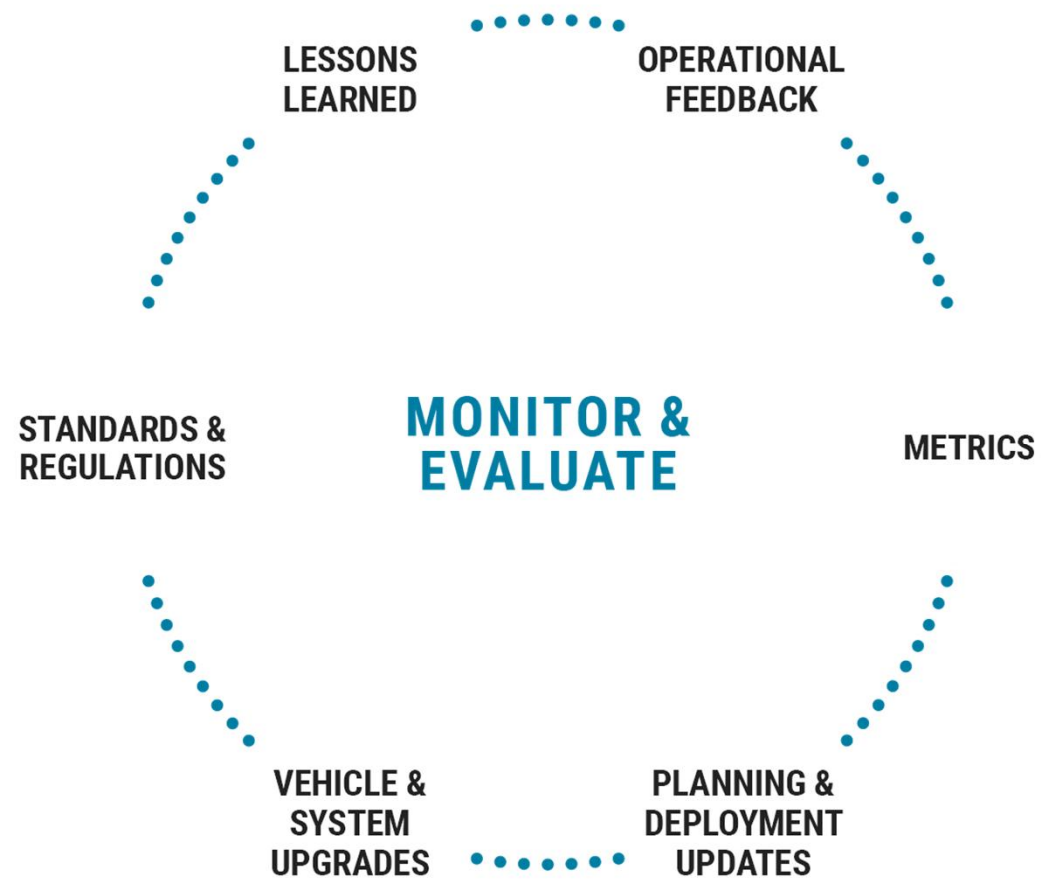 LESSONS
LEARNED
OPERATIONAL
FEEDBACK
STANDARDS &
REGULATIONS
MONITOR &
EVALUATE
METRICS
VEHICLE &
SYSTEM
UPGRADES
PLANNING &
DEPLOYMENT
UPDATES